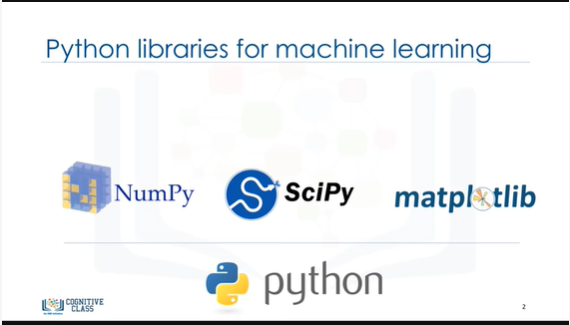 Python libraries for machine learning
NumPy
SciPy
matplotlib
python
COGNITIVE
CLASS
2